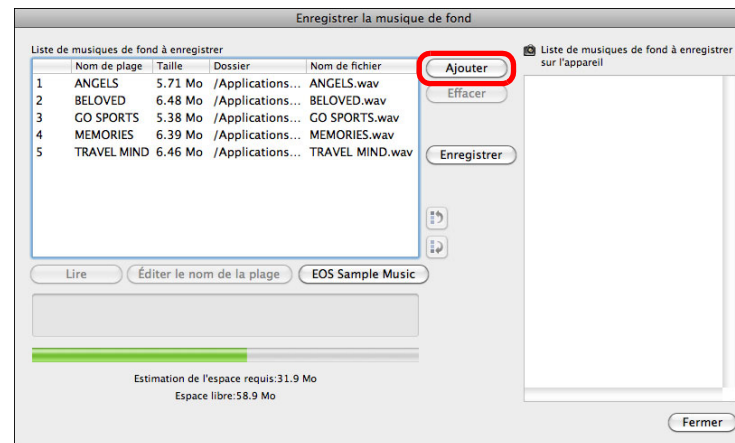 Enregistrer la musique de fond
Liste de musiques de fond à enregistrer
Nom de plage Taille Dossier Nom de fichier
1 ANGELS 5.71 Mo /Applications... ANGELS.wav
2 BELOVED 6.48 Mo /Applications... BELOVED.wav
3 GO SPORTS 5.38 Mo /Applications... GO SPORTS.wav
4 MEMORIES 6.39 Mo /Applications... MEMORIES.wav
5 TRAVEL MIND 6.46 Mo /Applications... TRAVEL MIND.wav
Ajouter
Effacer
Enregistrer
Lire
Éditer le nom de la plage
EOS Sample Music
Estimation de l'espace requis:31.9 Mo
Espace libre:58.9 Mo
Liste de musiques de fond à enregistrer
sur l'appareil
Fermer